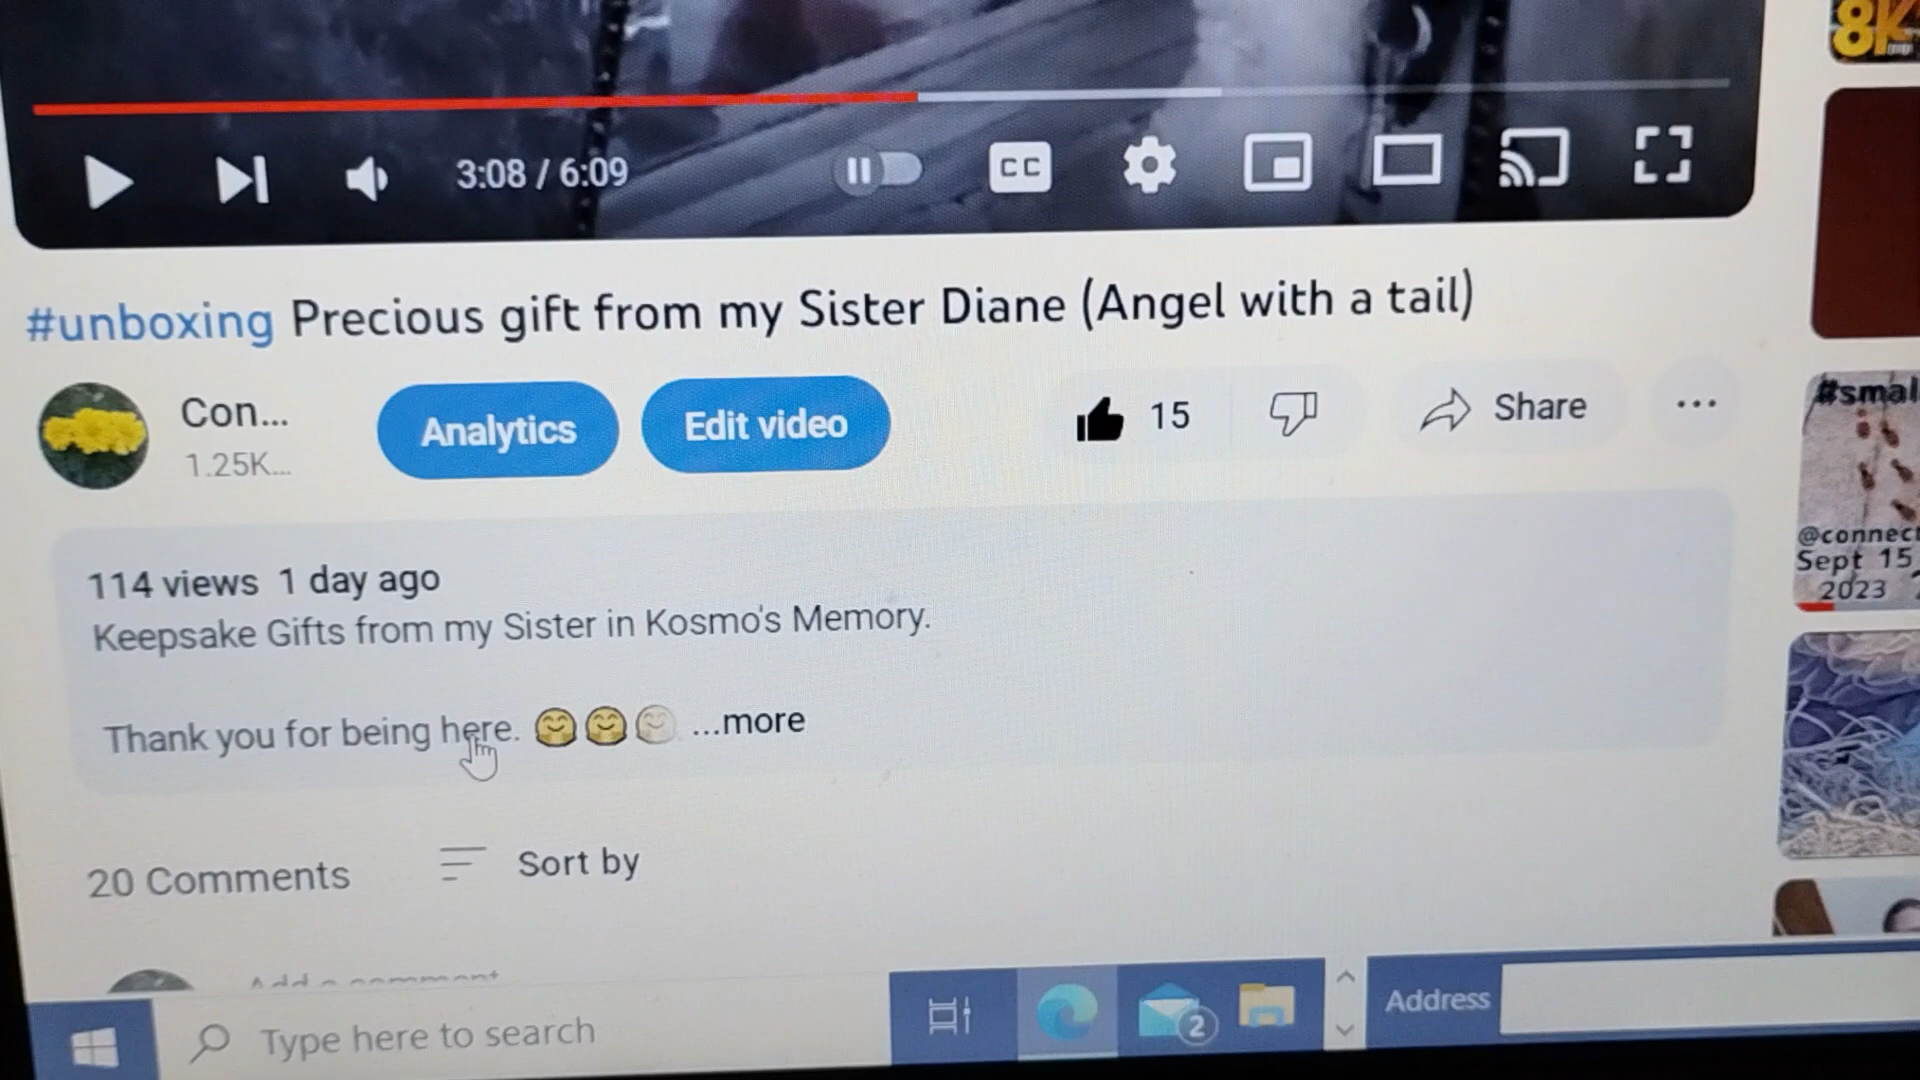 8K
3:08 / 6:09
CC
#unboxing Precious gift from my Sister Diane (Angel with a tail)
Con...
1.25K...
Analytics
Edit video
15
Share
...
#smal
@connect
Sept 15
2023
114 views 1 day ago
Keepsake Gifts from my Sister in Kosmo's Memory.
Thank you for being here. 🤗🤗🤗 ...more
20 Comments
Sort by
Add a comment
Type here to search
2
Address